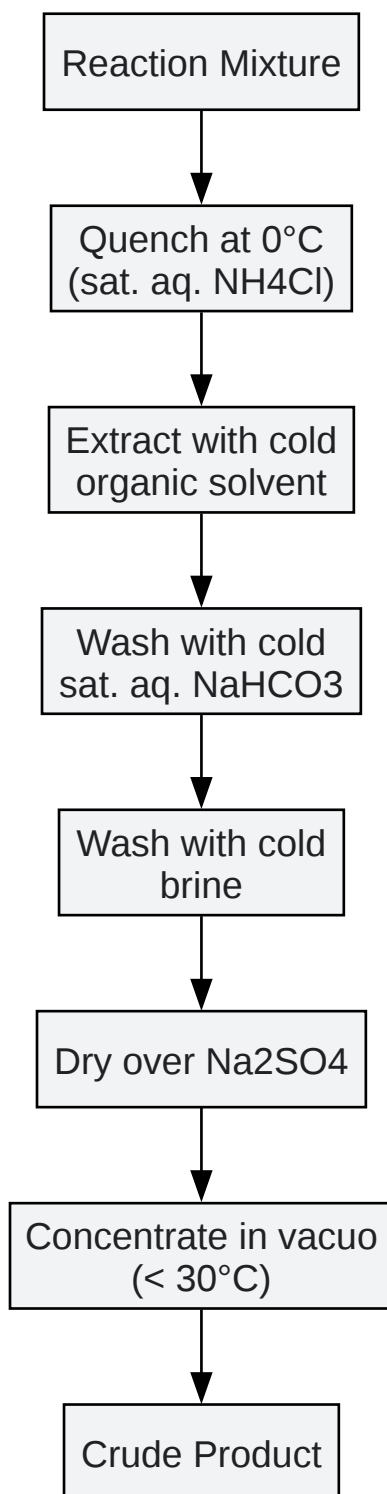 Reaction Mixture
Quench at 0°C
(sat. aq. NH4Cl)
Extract with cold
organic solvent
Wash with cold
sat. aq. NaHCO3
Wash with cold
brine
Dry over Na2SO4
Concentrate in vacuo
(< 30°C)
Crude Product